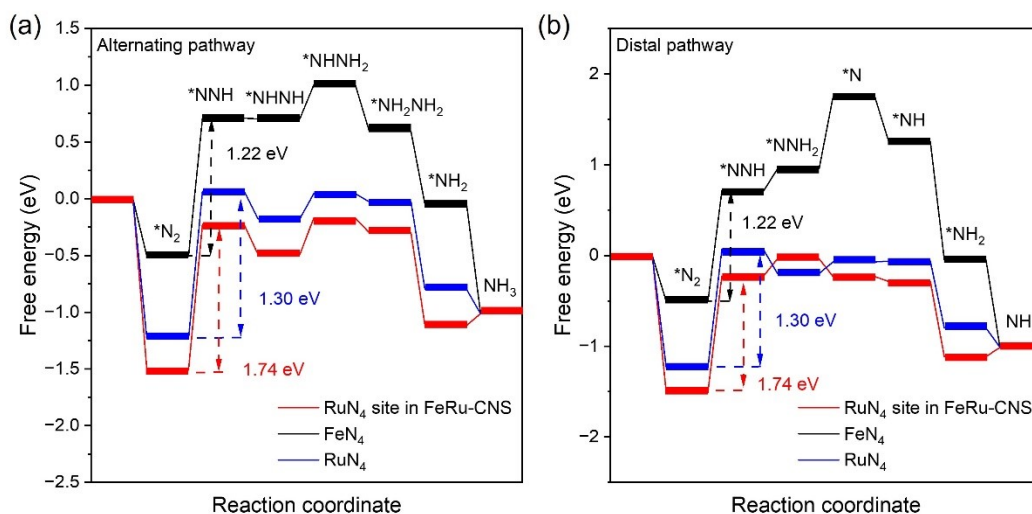 (a)
Alternating pathway
Free energy (eV)
1.5
1.0
0.5
0.0
−0.5
−1.0
−1.5
−2.0
−2.5
*N₂
*NNH
*NHNH
*NHNH₂
*NH₂NH₂
*NH₂
NH₃
1.22 eV
1.30 eV
1.74 eV
RuN₄ site in FeRu-CNS
FeN₄
RuN₄
Reaction coordinate
(b)
Distal pathway
Free energy (eV)
2
1
0
−1
−2
*N₂
*NNH
*NNH₂
*N
*NH
*NH₂
NH
1.22 eV
1.30 eV
1.74 eV
RuN₄ site in FeRu-CNS
FeN₄
RuN₄
Reaction coordinate